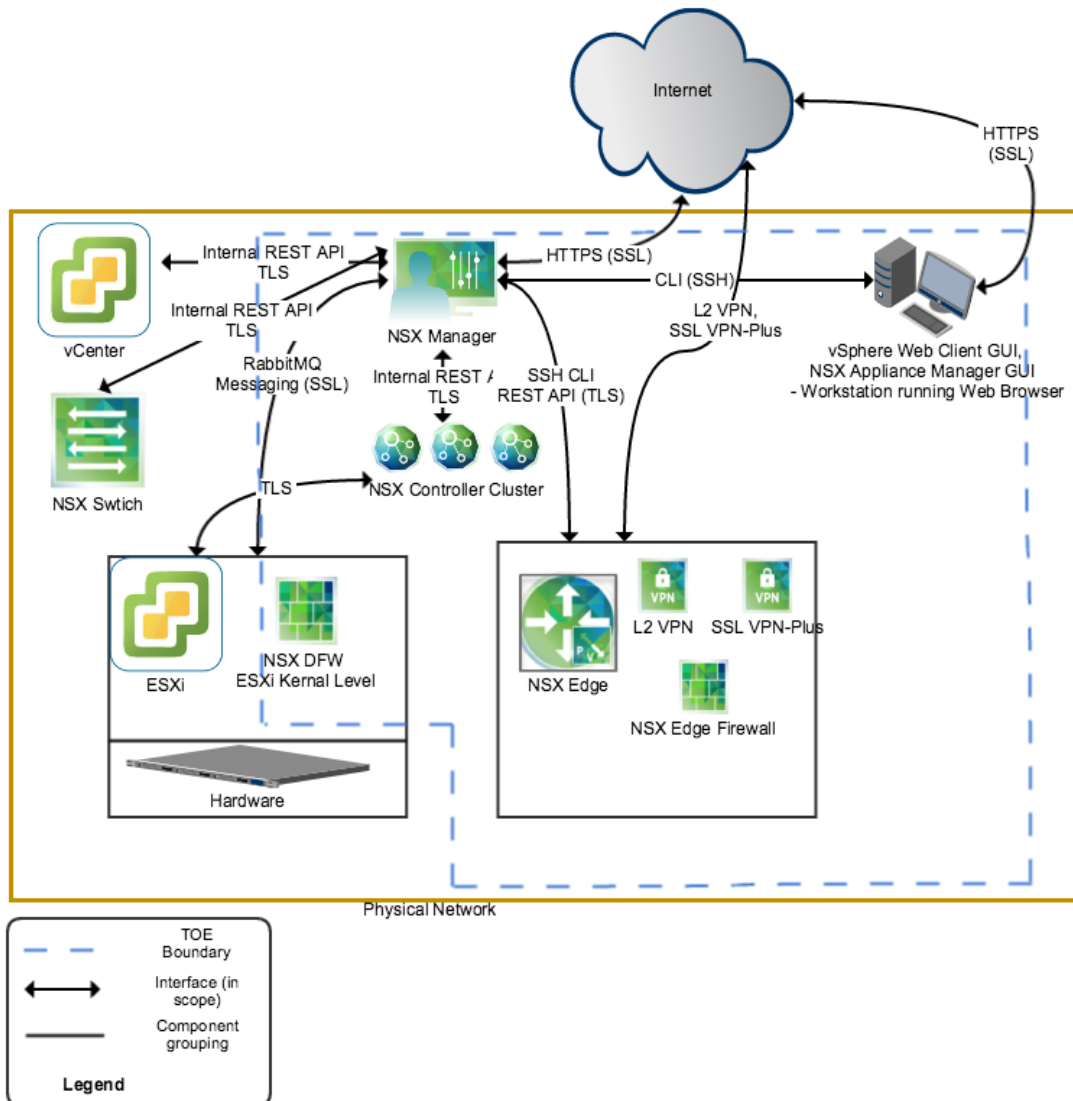 Internet
HTTPS
(SSL)
Internal REST API
TLS
HTTPS (SSL)
CLI (SSH)
L2 VPN,
SSL VPN-Plus
vCenter
NSX Manager
Internal REST API
TLS
RabbitMQ
Messaging (SSL)
Internal REST A
TLS
SSH CLI
REST API (TLS)
vSphere Web Client GUI,
NSX Appliance Manager GUI
- Workstation running Web Browser
NSX Swtich
TLS
NSX Controller Cluster
ESXi
NSX DFW
ESXi Kernal Level
Hardware
P
V
NSX Edge
VPN
L2 VPN
VPN
SSL VPN-Plus
NSX Edge Firewall
Physical Network
TOE
Boundary
Interface (in
scope)
Component
grouping
Legend